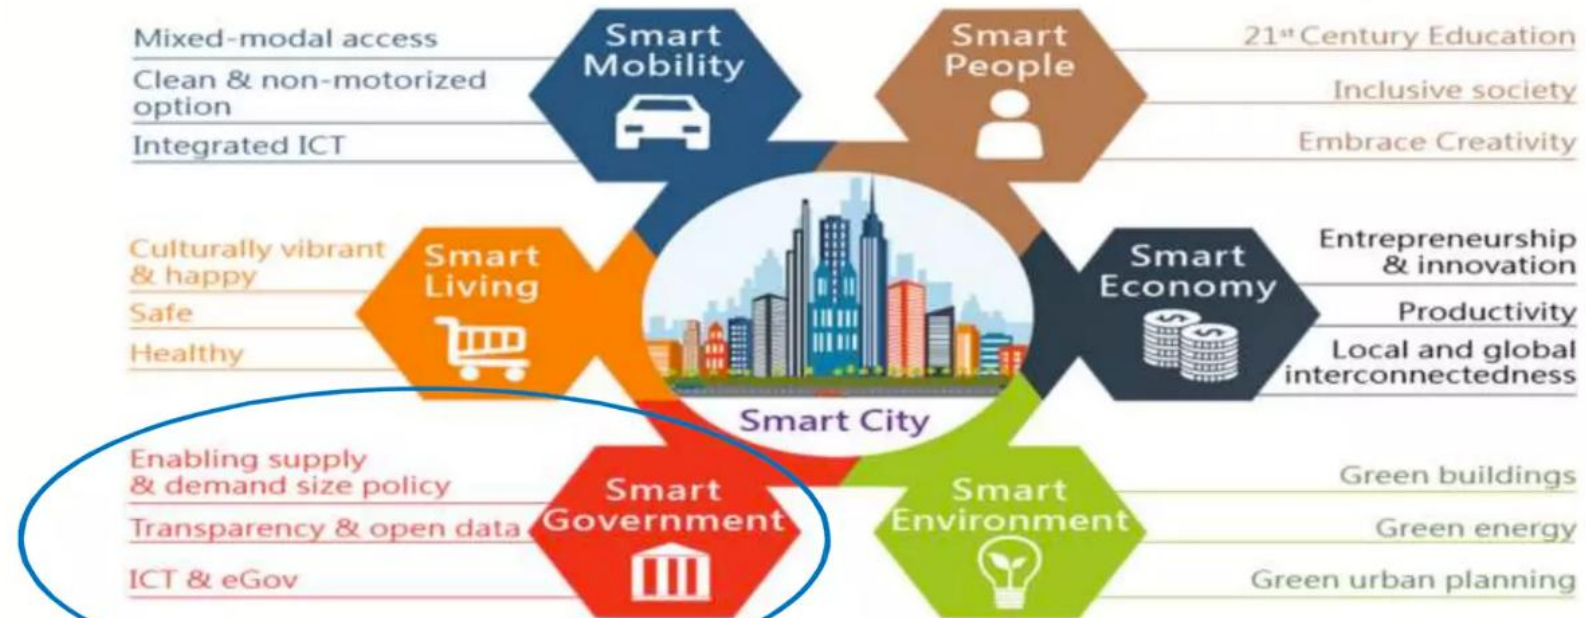 Mixed-modal access
Clean & non-motorized
option
Integrated ICT
Smart
Mobility
Smart
People
21st Century Education
Inclusive society
Embrace Creativity
Culturally vibrant
& happy
Safe
Healthy
Smart
Living
Smart
Economy
Entrepreneurship
& innovation
Productivity
Local and global
interconnectedness
Smart City
Enabling supply
& demand size policy
Transparency & open data
ICT & eGov
Smart
Government
Smart
Environment
Green buildings
Green energy
Green urban planning